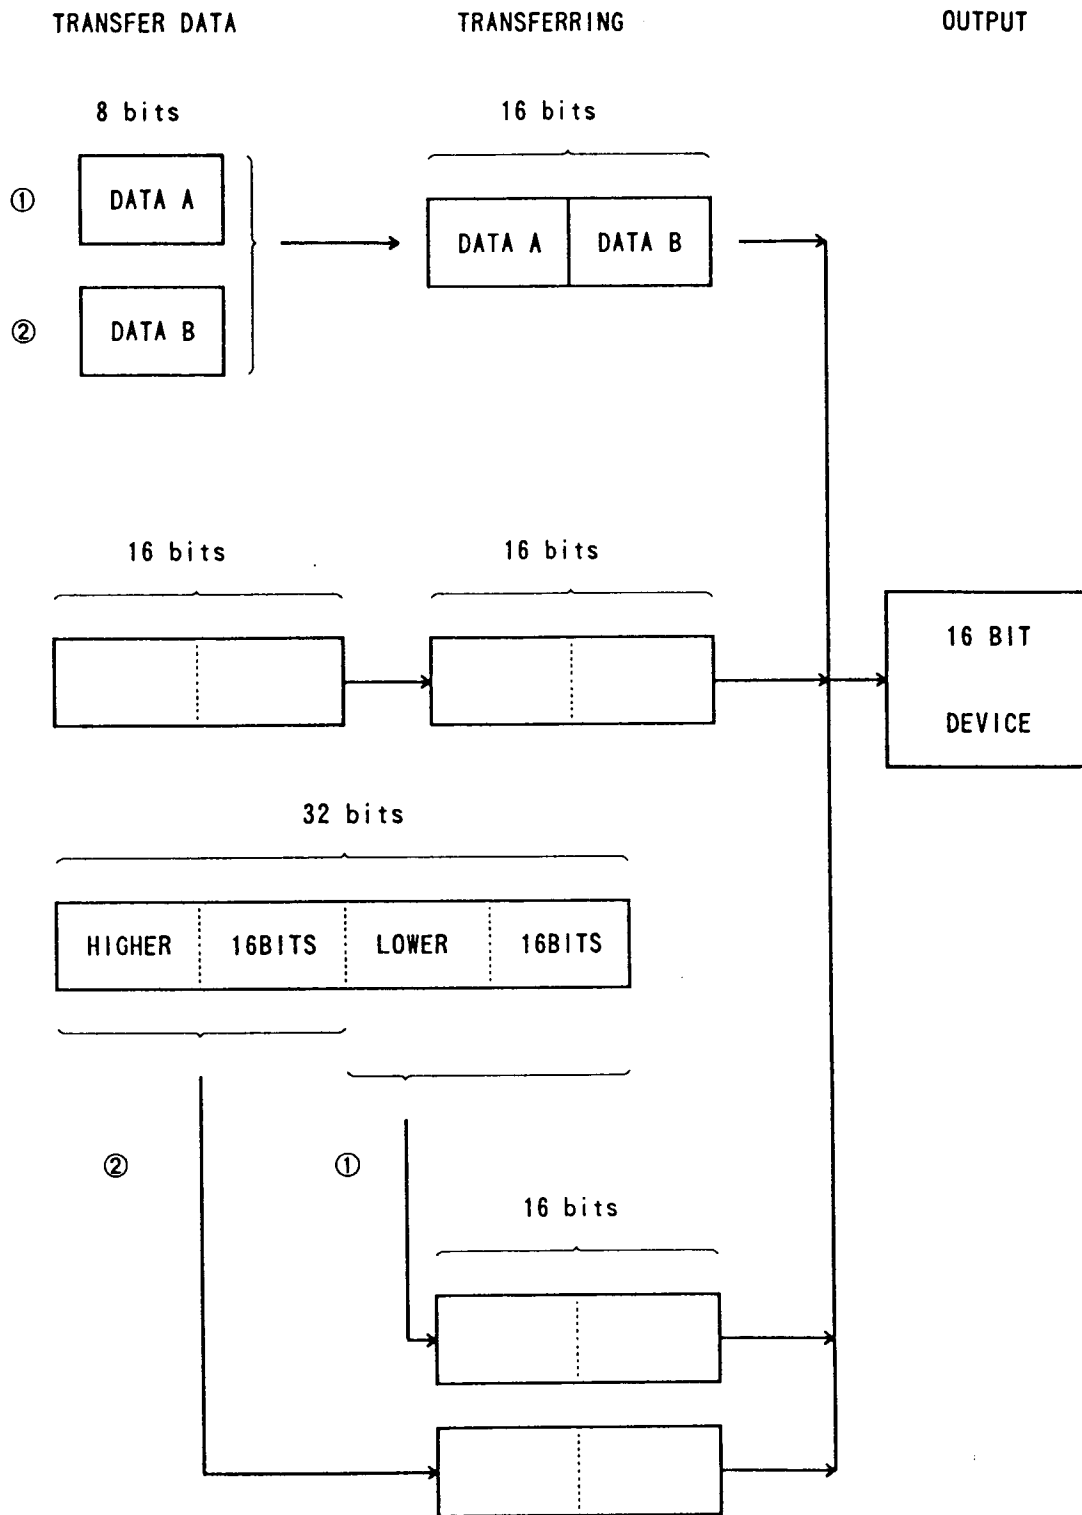 TRANSFER DATA TRANSFERRING OUTPUT
8 bits 16 bits
① DATA A
DATA A DATA B
② DATA B
16 bits 16 bits
16 BIT
DEVICE
32 bits
HIGHER 16BITS LOWER 16BITS
② ①
16 bits